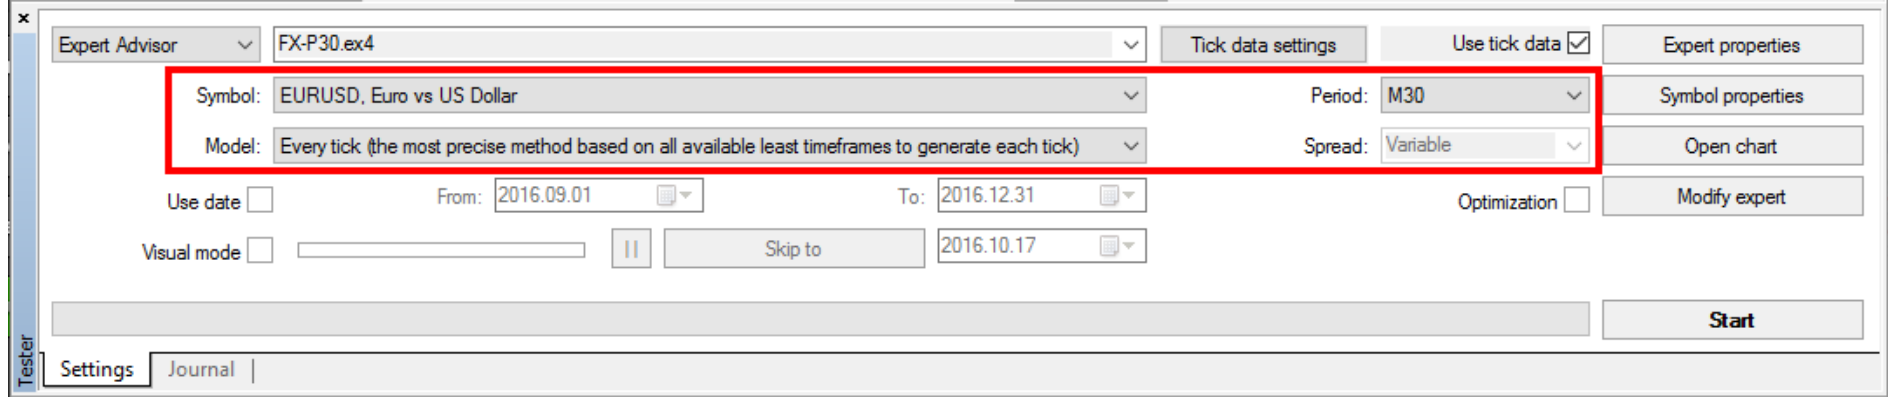 Expert Advisor FX-P30.ex4 Tick data settings Use tick data Expert properties
Symbol: EURUSD, Euro vs US Dollar Period: M30 Symbol properties
Model: Every tick (the most precise method based on all available least timeframes to generate each tick) Spread: Variable Open chart
Use date From: 2016.09.01 To: 2016.12.31 Optimization Modify expert
Visual mode Skip to 2016.10.17
Start
Tester
Settings Journal